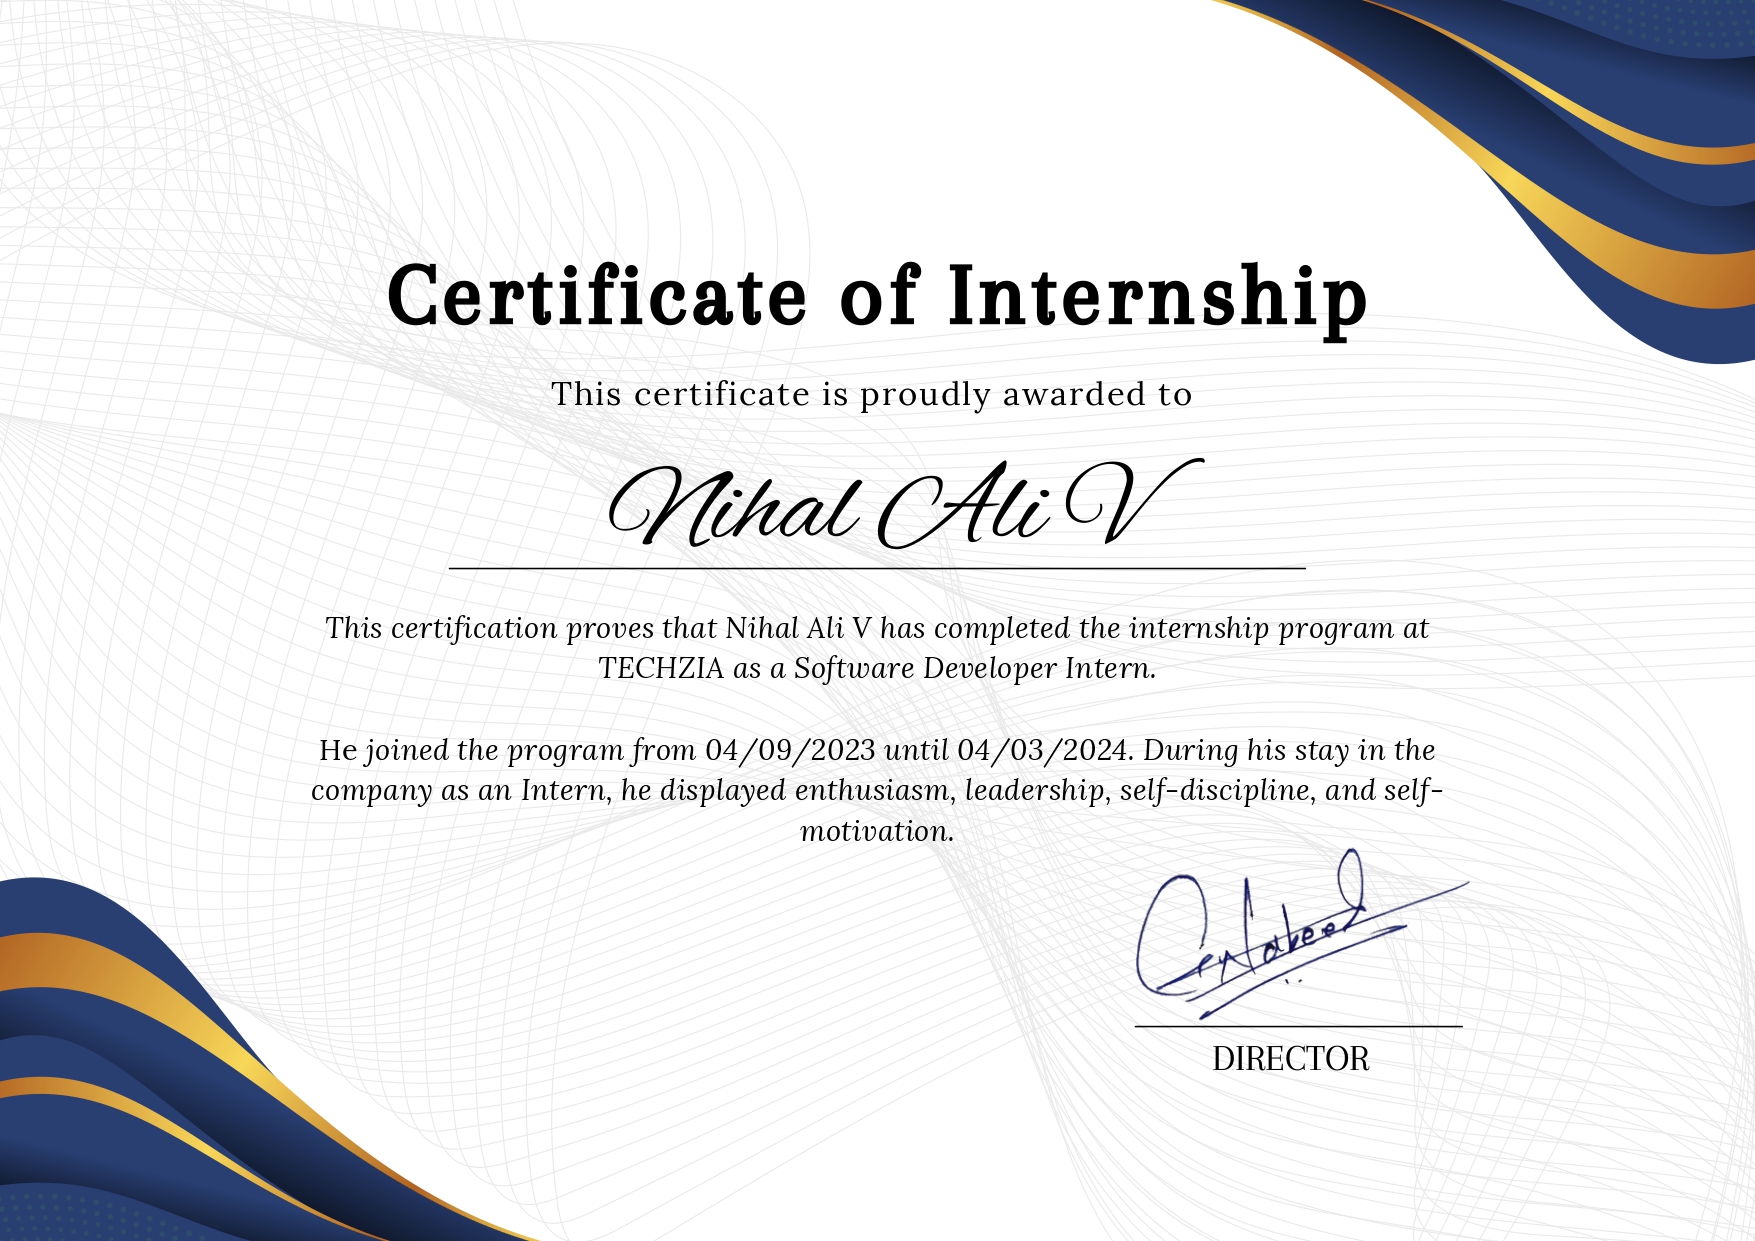 Certificate of Internship
This certificate is proudly awarded to
Nihal Ali V
This certification proves that Nihal Ali V has completed the internship program at
TECHZIA as a Software Developer Intern.
He joined the program from 04/09/2023 until 04/03/2024. During his stay in the
company as an Intern, he displayed enthusiasm, leadership, self-discipline, and self-
motivation.
DIRECTOR